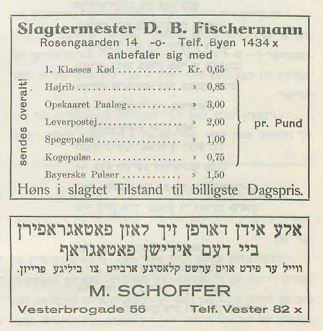 Slagtermester D. B. Fischermann
Rosengaarden 14 -o- Telf. Byen 1434 x
anbefaler sig med
sendes overalt!
1. Klasses Kød ............ Kr. 0,65
Højrib ............ » 0,85
Opskaaret Paalæg ............ » 3,00
Leverpostej ............ » 2,00
Spegepølse ............ » 1,00
Kogepølse ............ » 0,75
Bayerske Pølser ............ » 1,50
pr. Pund
Høns i slagtet Tilstand til billigste Dagspris.
אלע אידן דארפן זיך לאזן פאטאגראפירן
ביי דעם אידישן פאטאגראף
ווייל ער פירט אויס ערשט קלאסיגע ארבייט צו ביליגע פרייזן.
M. SCHOFFER
Vesterbrogade 56 Telf. Vester 82 x